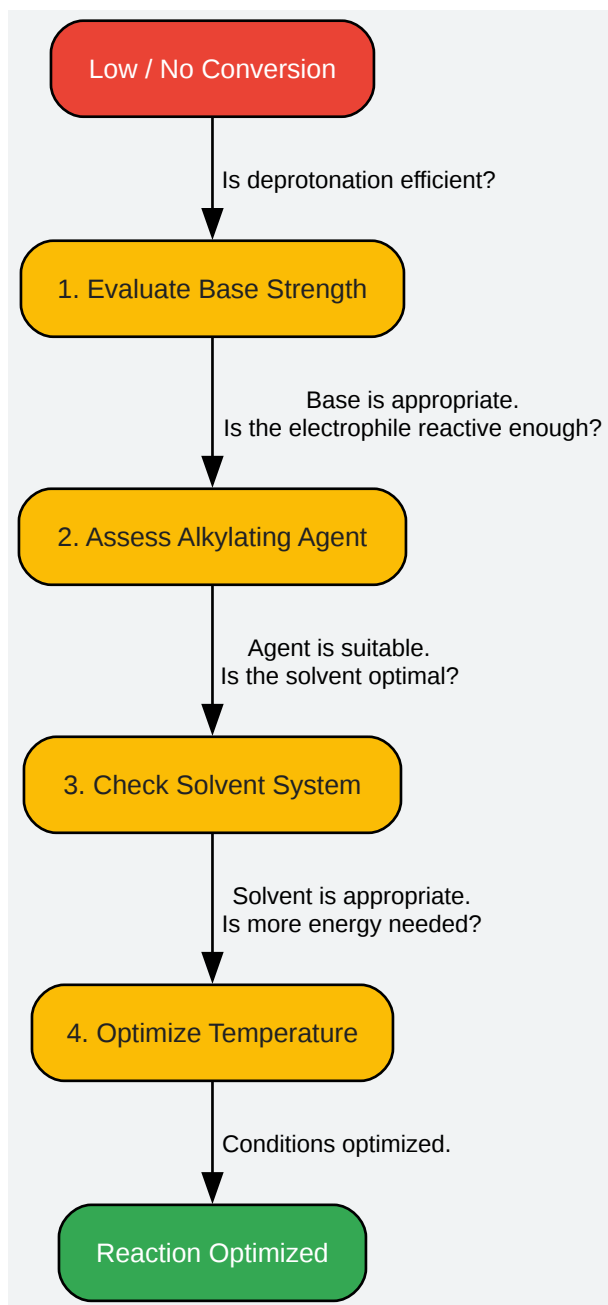 Low / No Conversion
Is deprotonation efficient?
1. Evaluate Base Strength
Base is appropriate.
Is the electrophile reactive enough?
2. Assess Alkylating Agent
Agent is suitable.
Is the solvent optimal?
3. Check Solvent System
Solvent is appropriate.
Is more energy needed?
4. Optimize Temperature
Conditions optimized.
Reaction Optimized